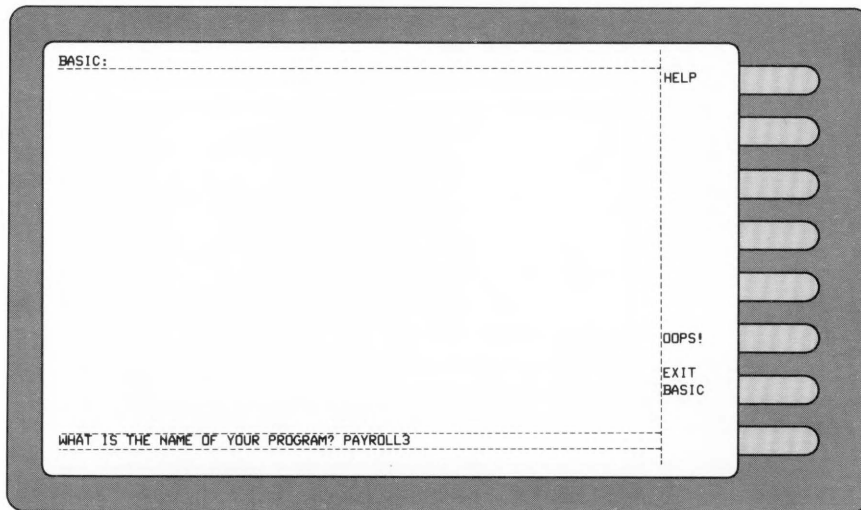 BASIC:
HELP
OOPS!
EXIT
BASIC
WHAT IS THE NAME OF YOUR PROGRAM? PAYROLL3